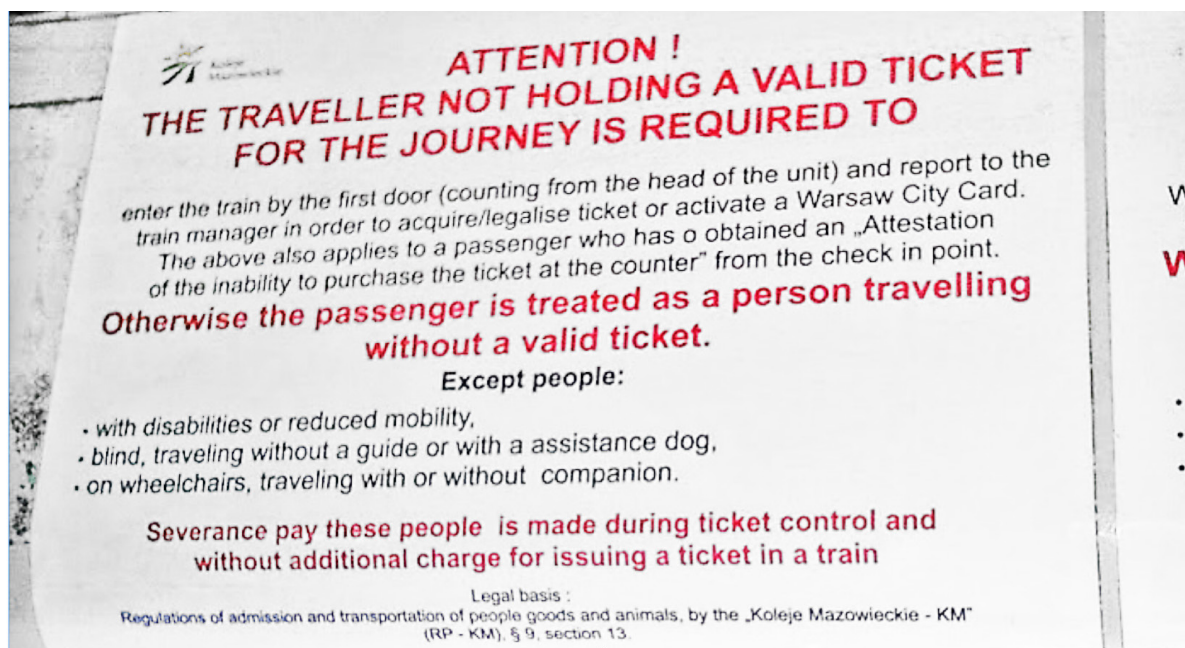 Koleje
Mazowieckie
ATTENTION !
THE TRAVELLER NOT HOLDING A VALID TICKET
FOR THE JOURNEY IS REQUIRED TO
enter the train by the first door (counting from the head of the unit) and report to the
train manager in order to acquire/legalise ticket or activate a Warsaw City Card.
The above also applies to a passenger who has o obtained an „Attestation
of the inability to purchase the ticket at the counter” from the check in point.
Otherwise the passenger is treated as a person travelling
without a valid ticket.
Except people:
• with disabilities or reduced mobility,
• blind, traveling without a guide or with a assistance dog,
• on wheelchairs, traveling with or without companion.
Severance pay these people is made during ticket control and
without additional charge for issuing a ticket in a train
Legal basis :
Regulations of admission and transportation of people goods and animals, by the „Koleje Mazowieckie - KM”
(RP - KM), § 9, section 13.